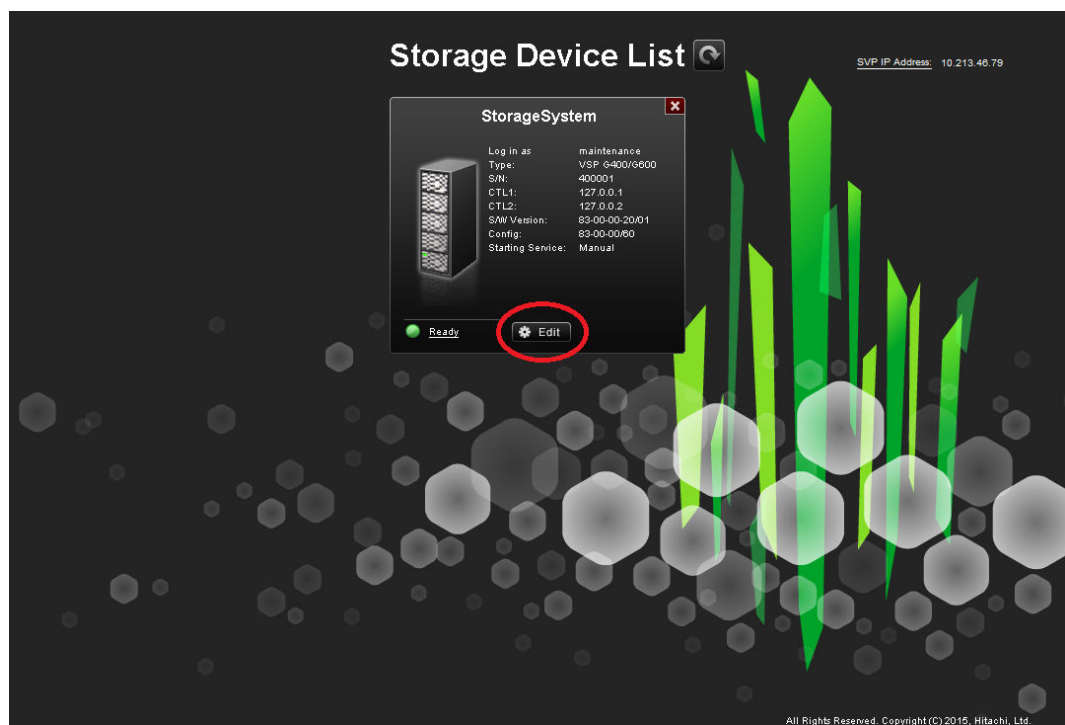 Storage Device List
SVP IP Address: 10.213.46.79
StorageSystem
Log in as maintenance
Type: VSP G400/G600
S/N: 400001
CTL1: 127.0.0.1
CTL2: 127.0.0.2
S/W Version: 83-00-00-20/01
Config: 83-00-00/60
Starting Service: Manual
Ready Edit
All Rights Reserved. Copyright (C) 2015, Hitachi, Ltd.